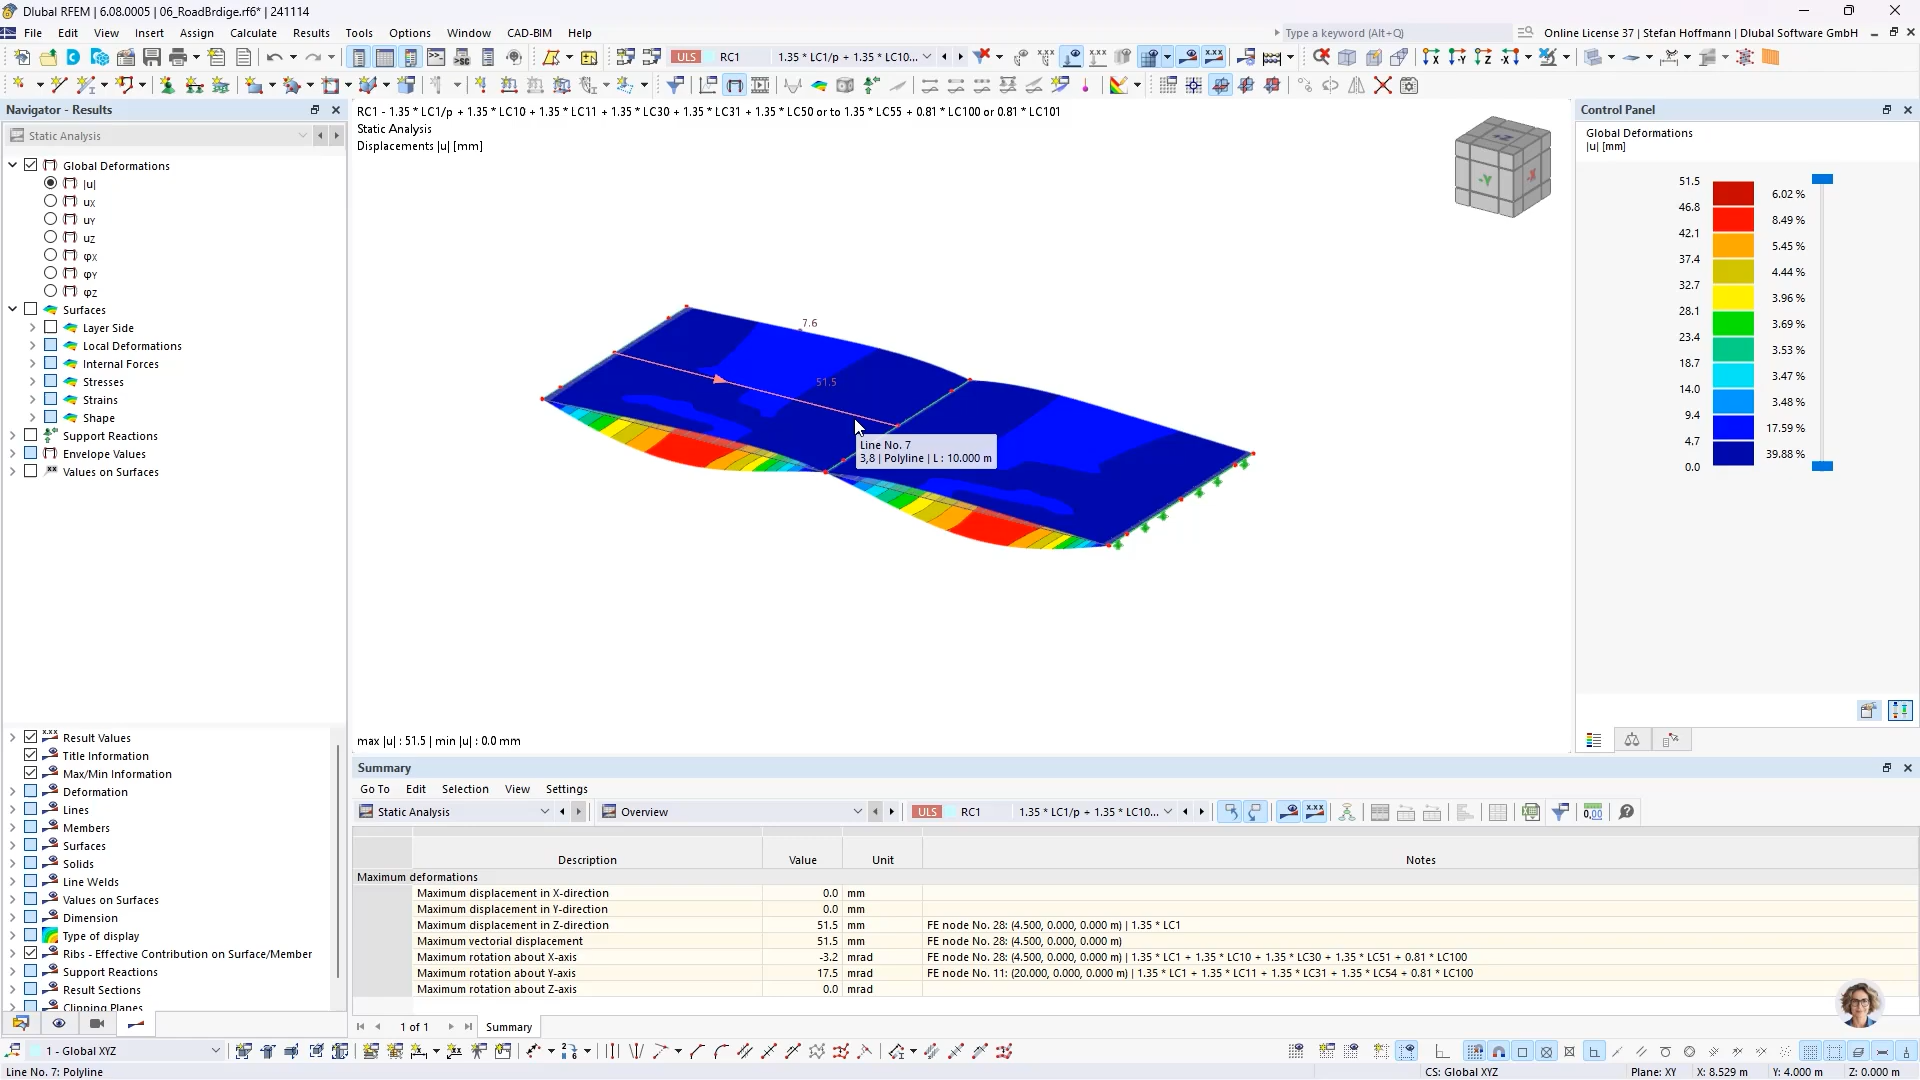 Dlubal RFEM | 6.08.0005 | 06_RoadBrdige.rf6* | 241114
File Edit View Insert Assign Calculate Results Tools Options Window CAD-BIM Help
Type a keyword (Alt+Q)
Online License 37 | Stefan Hoffmann | Dlubal Software GmbH
ULS RC1 1.35 * LC1/p + 1.35 * LC10...
Navigator - Results
Static Analysis
Global Deformations
|u|
uX
uY
uZ
φX
φY
φZ
Surfaces
Layer Side
Local Deformations
Internal Forces
Stresses
Strains
Shape
Support Reactions
Envelope Values
Values on Surfaces
Result Values
Title Information
Max/Min Information
Deformation
Lines
Members
Surfaces
Solids
Line Welds
Values on Surfaces
Dimension
Type of display
Ribs - Effective Contribution on Surface/Member
Support Reactions
Result Sections
Clipping Planes
RC1 - 1.35 * LC1/p + 1.35 * LC10 + 1.35 * LC11 + 1.35 * LC30 + 1.35 * LC31 + 1.35 * LC50 or to 1.35 * LC55 + 0.81 * LC100 or 0.81 * LC101
Static Analysis
Displacements |u| [mm]
+Z
-Y
-X
7.6
51.5
Line No. 7
3,8 | Polyline | L : 10.000 m
max |u| : 51.5 | min |u| : 0.0 mm
Control Panel
Global Deformations
|u| [mm]
51.5
6.02 %
46.8
8.49 %
42.1
5.45 %
37.4
4.44 %
32.7
3.96 %
28.1
3.69 %
23.4
3.53 %
18.7
3.47 %
14.0
3.48 %
9.4
17.59 %
4.7
39.88 %
0.0
Summary
Go To Edit Selection View Settings
Static Analysis Overview ULS RC1 1.35 * LC1/p + 1.35 * LC10...
Description Value Unit Notes
Maximum deformations
Maximum displacement in X-direction 0.0 mm
Maximum displacement in Y-direction 0.0 mm
Maximum displacement in Z-direction 51.5 mm FE node No. 28: (4.500, 0.000, 0.000 m) | 1.35 * LC1
Maximum vectorial displacement 51.5 mm FE node No. 28: (4.500, 0.000, 0.000 m)
Maximum rotation about X-axis -3.2 mrad FE node No. 28: (4.500, 0.000, 0.000 m) | 1.35 * LC1 + 1.35 * LC10 + 1.35 * LC30 + 1.35 * LC51 + 0.81 * LC100
Maximum rotation about Y-axis 17.5 mrad FE node No. 11: (20.000, 0.000, 0.000 m) | 1.35 * LC1 + 1.35 * LC11 + 1.35 * LC31 + 1.35 * LC54 + 0.81 * LC100
Maximum rotation about Z-axis 0.0 mrad
1 of 1 Summary
1 - Global XYZ
Line No. 7: Polyline
CS: Global XYZ Plane: XY X: 8.529 m Y: 4.000 m Z: 0.000 m